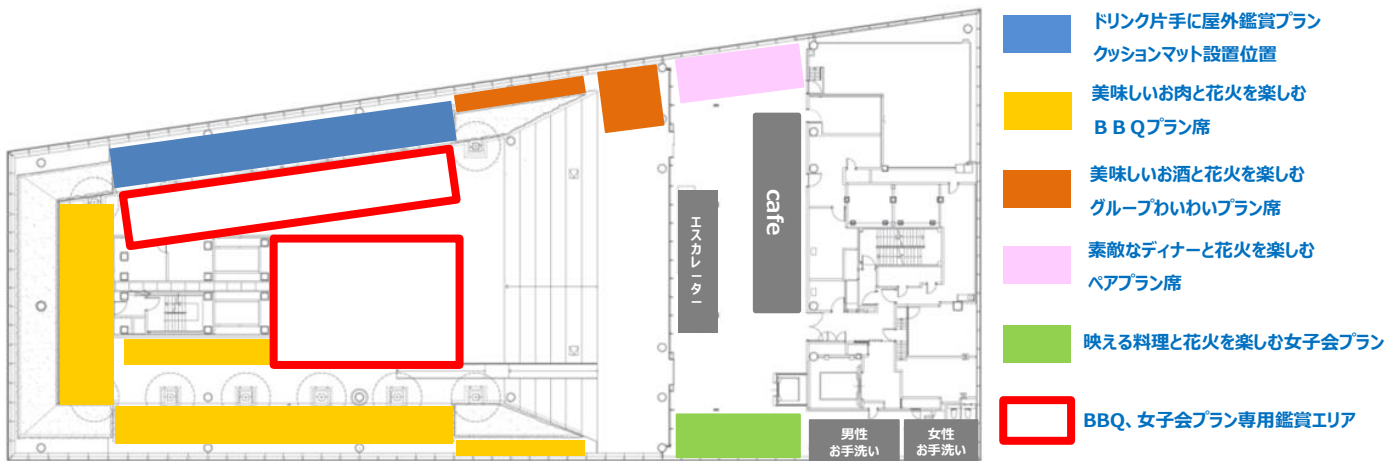 cafe
エスカレーター
男性
お手洗い
女性
お手洗い
ドリンク片手に屋外鑑賞プラン
クッションマット設置位置
美味しいお肉と花火を楽しむ
ＢＢＱプラン席
美味しいお酒と花火を楽しむ
グループわいわいプラン席
素敵なディナーと花火を楽しむ
ペアプラン席
映える料理と花火を楽しむ女子会プラン
BBQ、女子会プラン専用鑑賞エリア